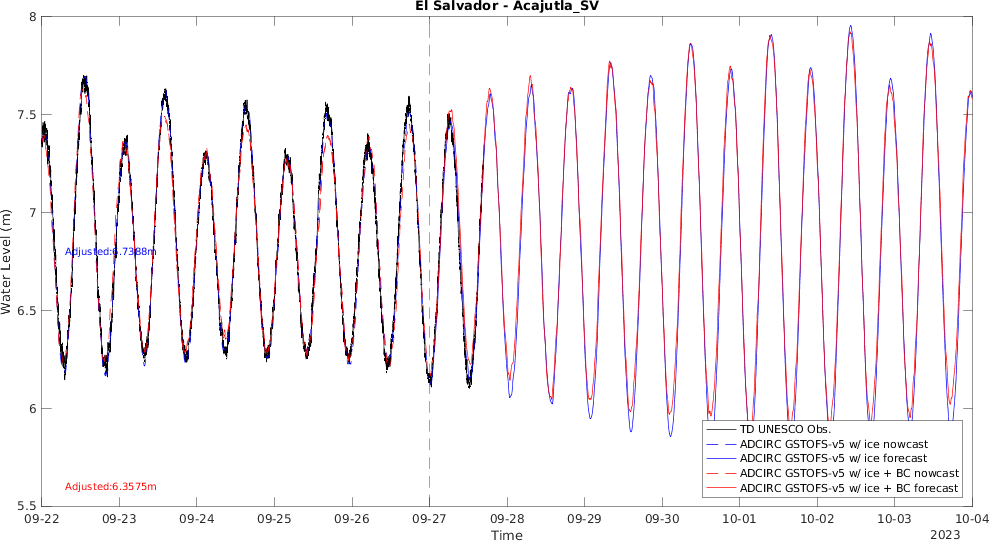 El Salvador - Acajutla_SV
8
7.5
7
6.5
6
5.5
Water Level (m)
Adjusted:6.7388m
Adjusted:6.3575m
TD UNESCO Obs.
ADCIRC GSTOFS-v5 w/ ice nowcast
ADCIRC GSTOFS-v5 w/ ice forecast
ADCIRC GSTOFS-v5 w/ ice + BC nowcast
ADCIRC GSTOFS-v5 w/ ice + BC forecast
09-22 09-23 09-24 09-25 09-26 09-27 09-28 09-29 09-30 10-01 10-02 10-03 10-04
Time
2023